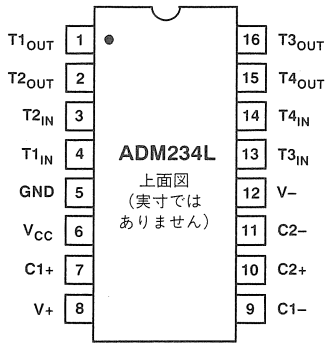 T1OUT 1 16 T3OUT
T2OUT 2 15 T4OUT
T2IN 3 14 T4IN
T1IN 4 13 T3IN
ADM234L
上面図
(実寸では
ありません)
GND 5 12 V−
VCC 6 11 C2−
C1+ 7 10 C2+
V+ 8 9 C1−